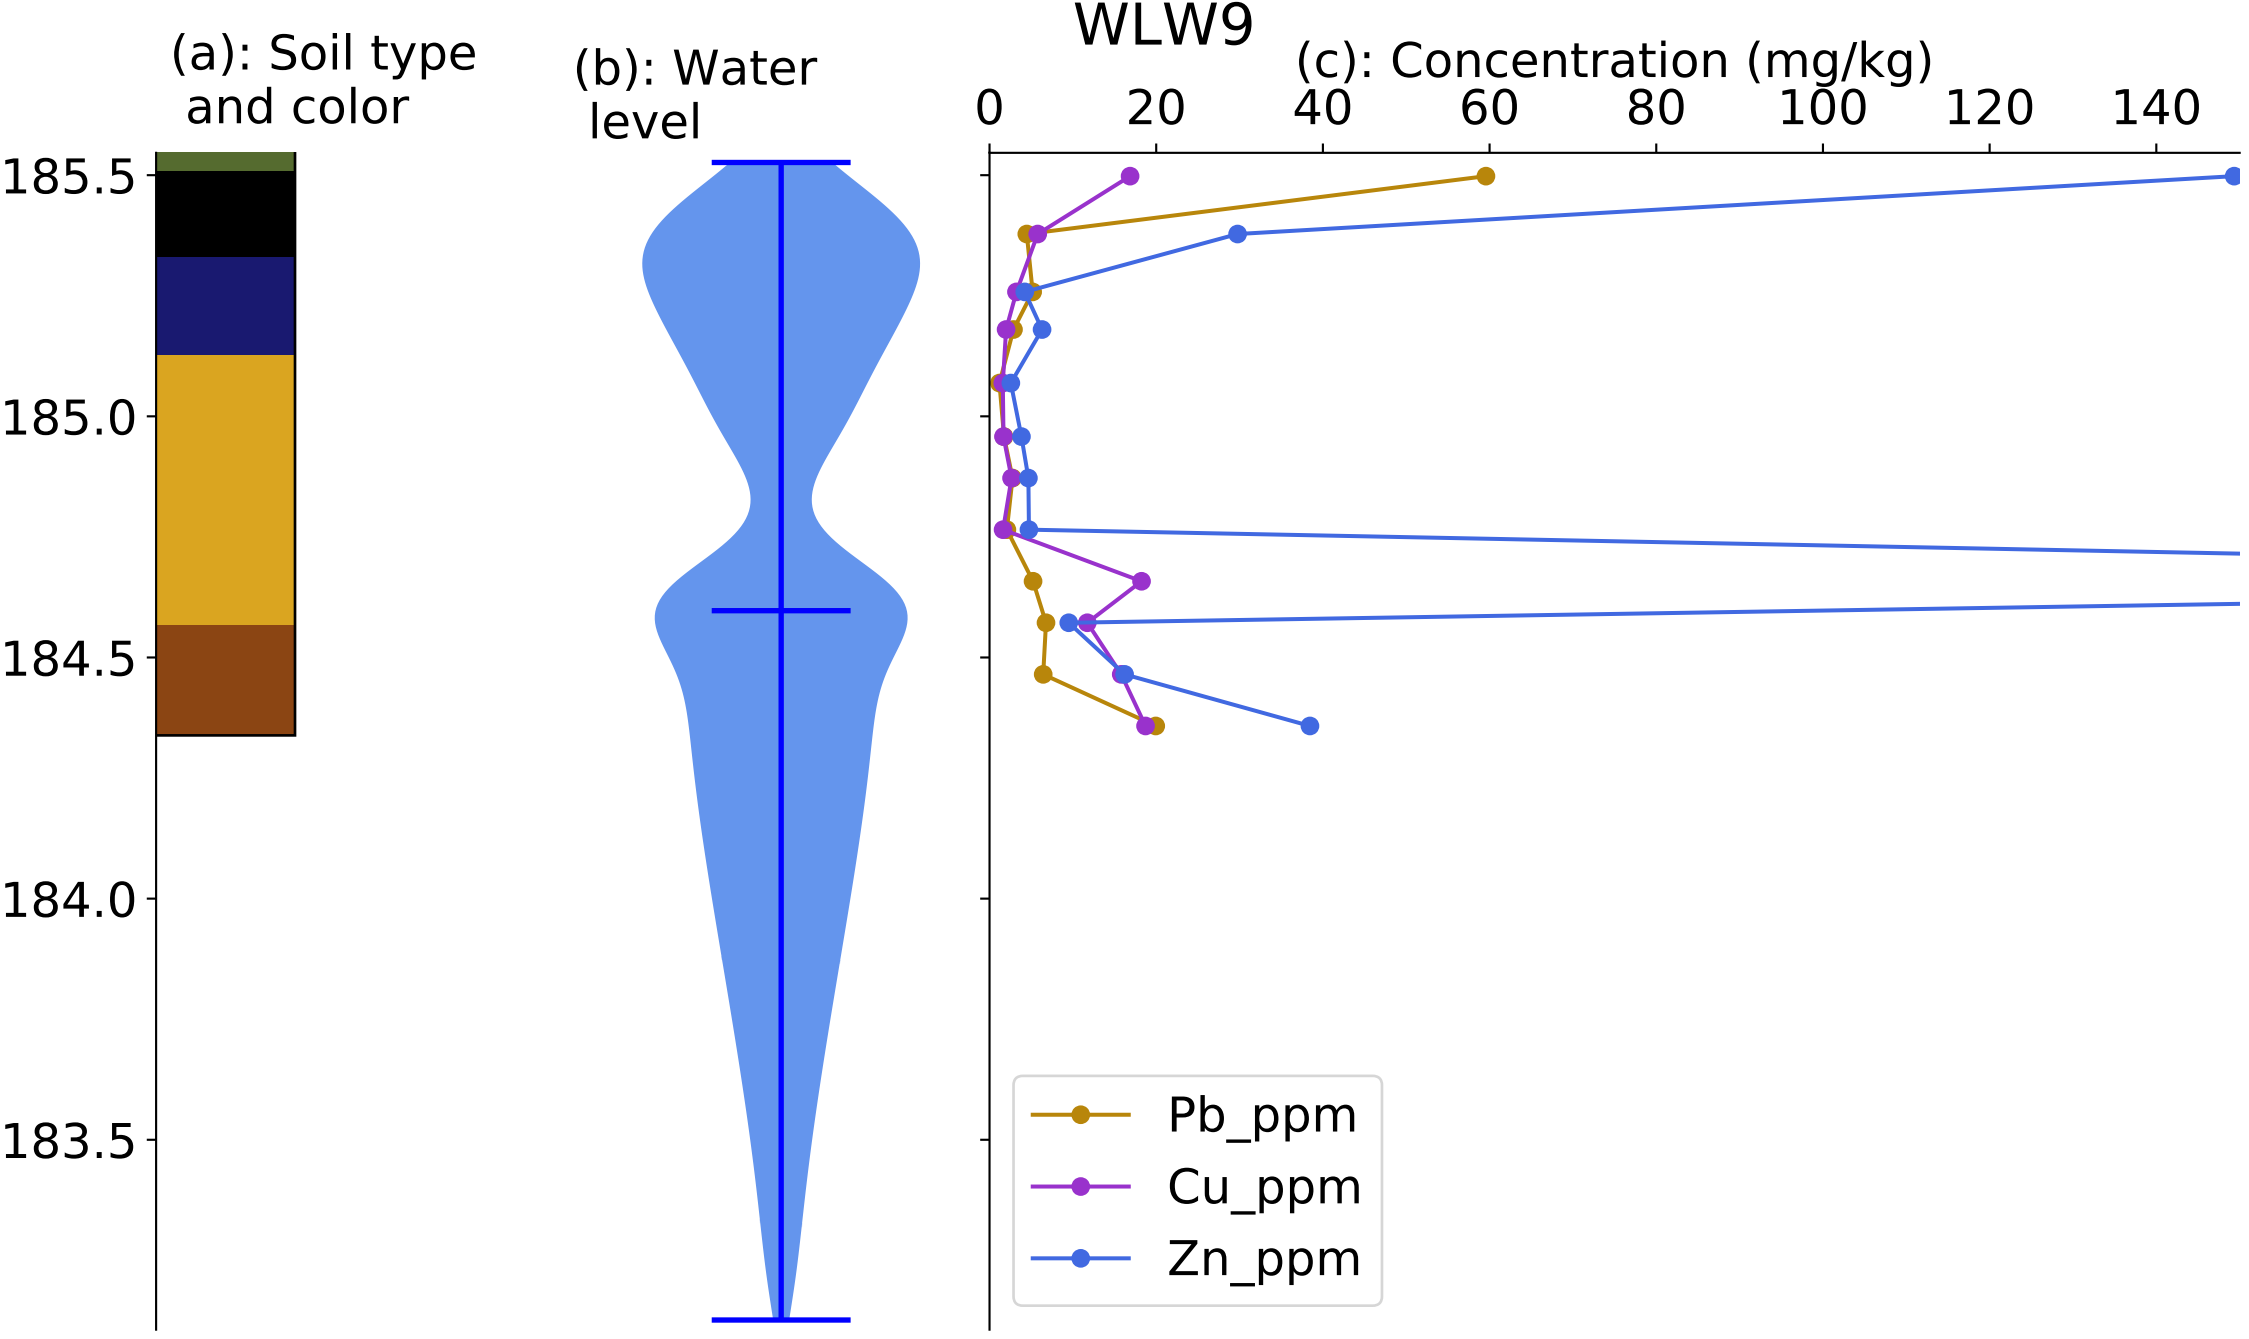 WLW9
(a): Soil type
and color
(b): Water
level
(c): Concentration (mg/kg)
0 20 40 60 80 100 120 140
185.5
185.0
184.5
184.0
183.5
Pb_ppm
Cu_ppm
Zn_ppm